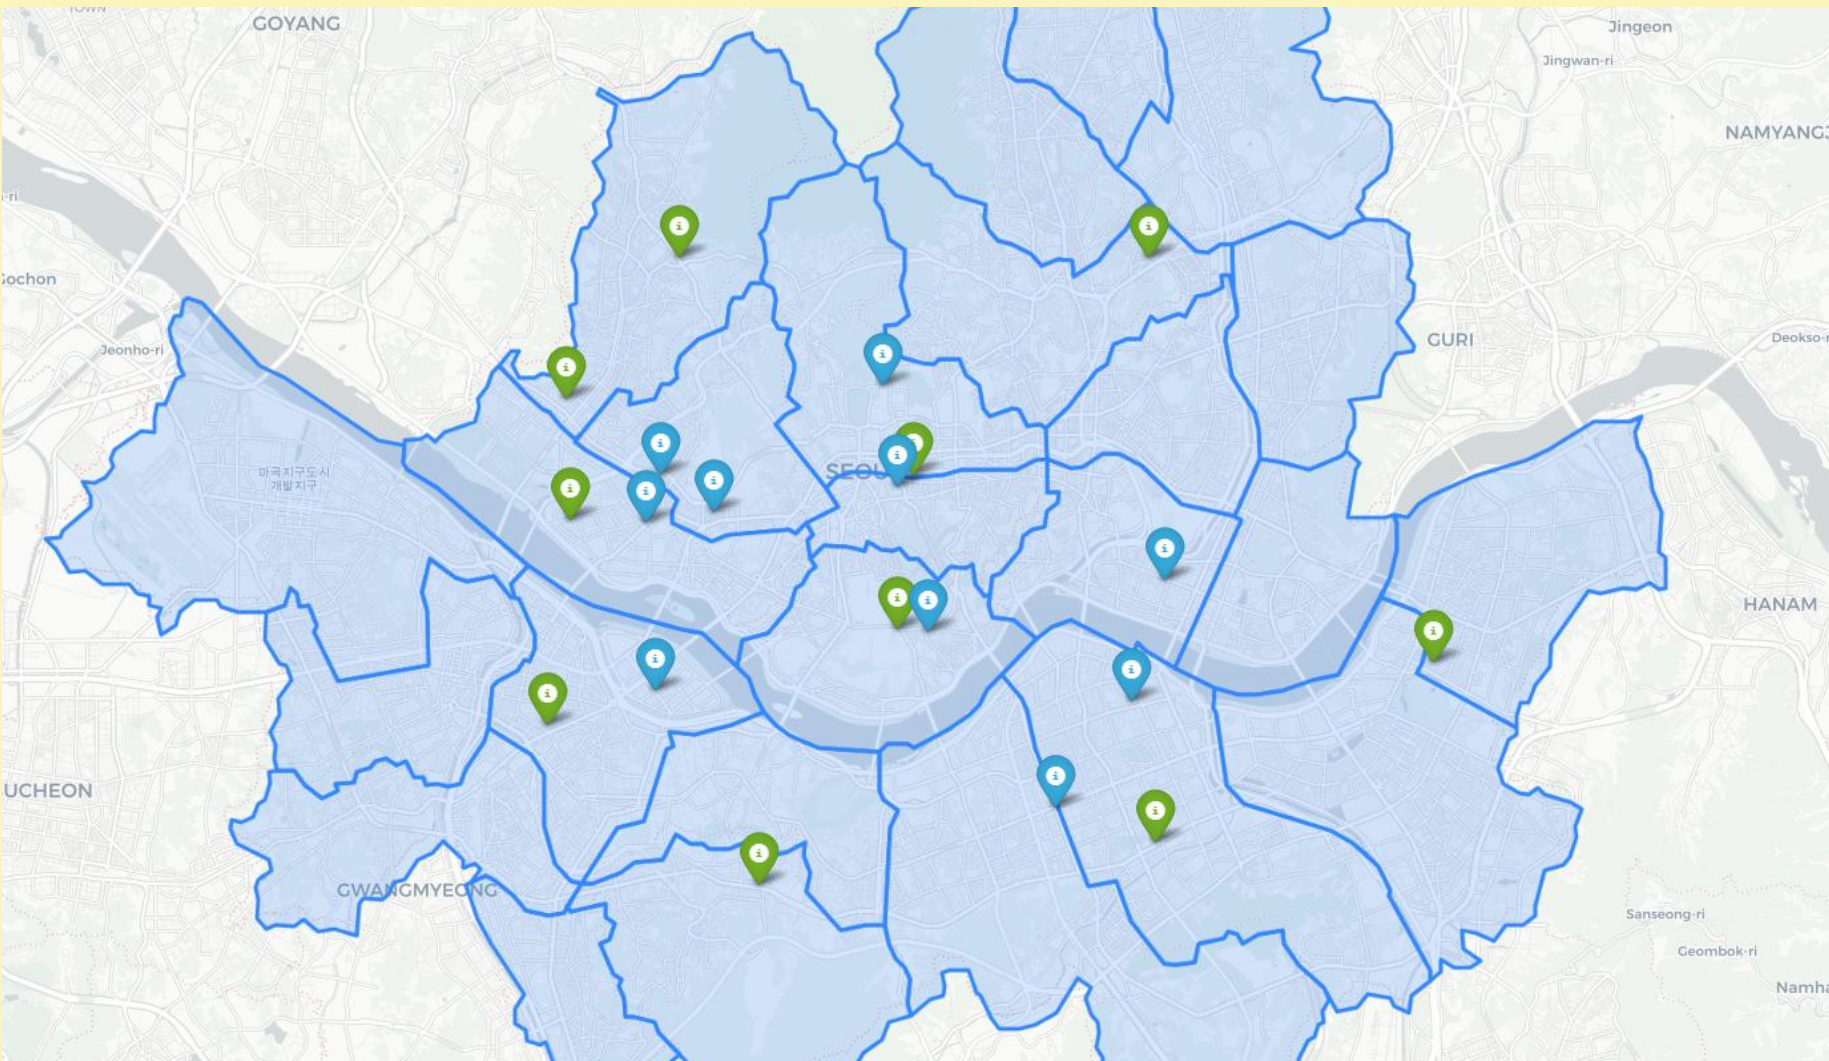 TOWN
GOYANG
Jingeon
Jingwan-ri
NAMYANGJ
-ri
Gochon
Jeonho-ri
GURI
Deokso-r
마곡지구도시
개발지구
SEOU
HANAM
UCHEON
GWANGMYEONG
Sanseong-ri
Geombok-ri
Namha